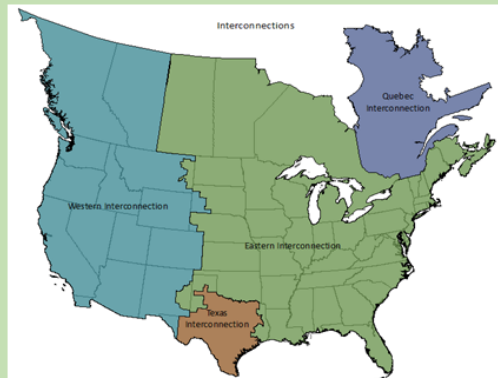 Interconnections
Quebec
Interconnection
Western Interconnection
Eastern Interconnection
Texas
Interconnection